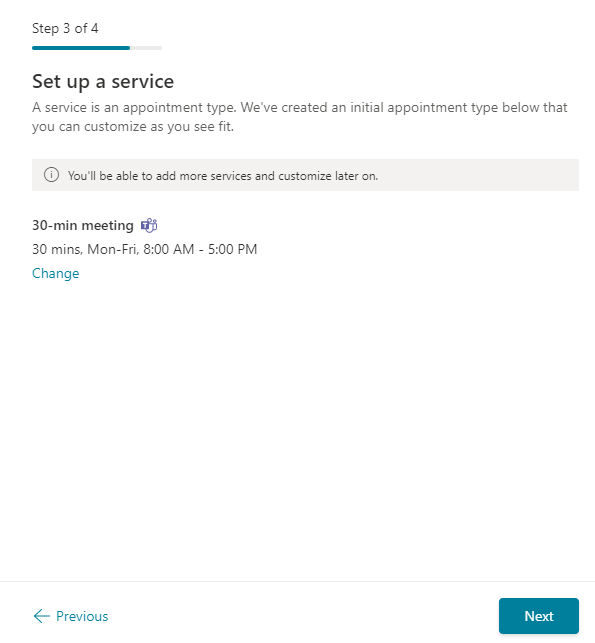 Step 3 of 4
Set up a service
A service is an appointment type. We've created an initial appointment type below that
you can customize as you see fit.
You'll be able to add more services and customize later on.
30-min meeting
30 mins, Mon-Fri, 8:00 AM - 5:00 PM
Change
Previous
Next